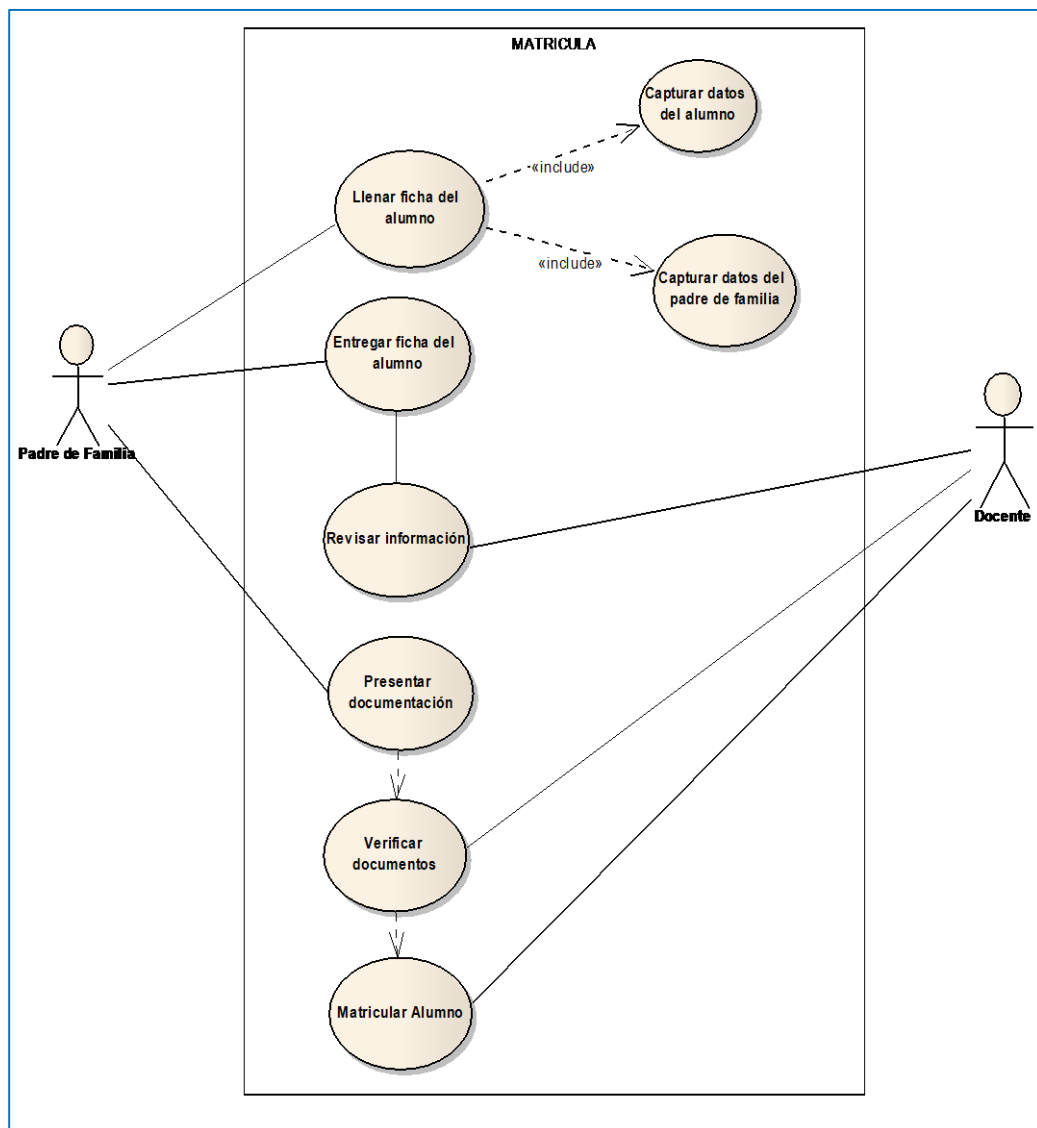 MATRICULA
Capturar datos
del alumno
«include»
Llenar ficha del
alumno
«include»
Capturar datos del
padre de familia
Entregar ficha del
alumno
Padre de Familia
Docente
Revisar información
Presentar
documentación
Verificar
documentos
Matricular Alumno